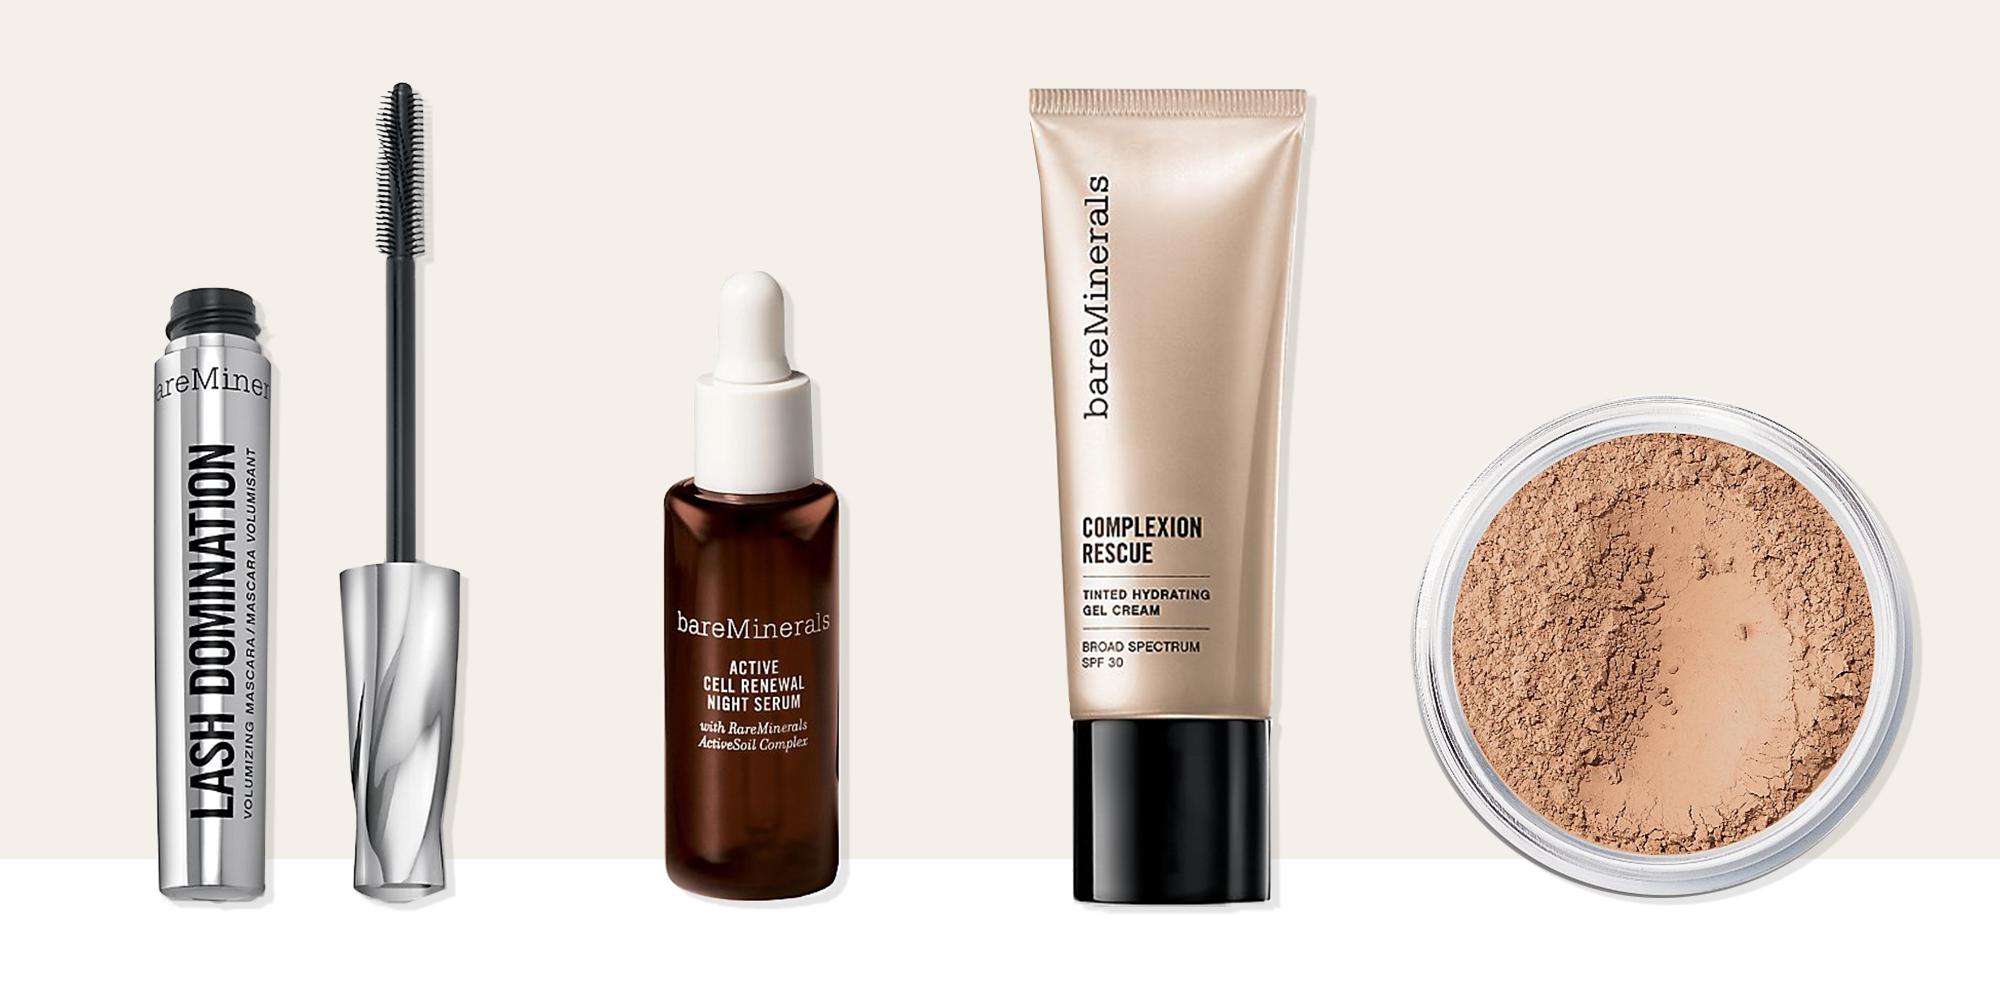 areMiner
LASH DOMINATION
VOLUMIZING MASCARA/MASCARA VOLUMISANT
bareMinerals
ACTIVE
CELL RENEWAL
NIGHT SERUM
with RareMinerals
ActiveSoil Complex
bareMinerals
COMPLEXION
RESCUE
TINTED HYDRATING
GEL CREAM
BROAD SPECTRUM
SPF 30